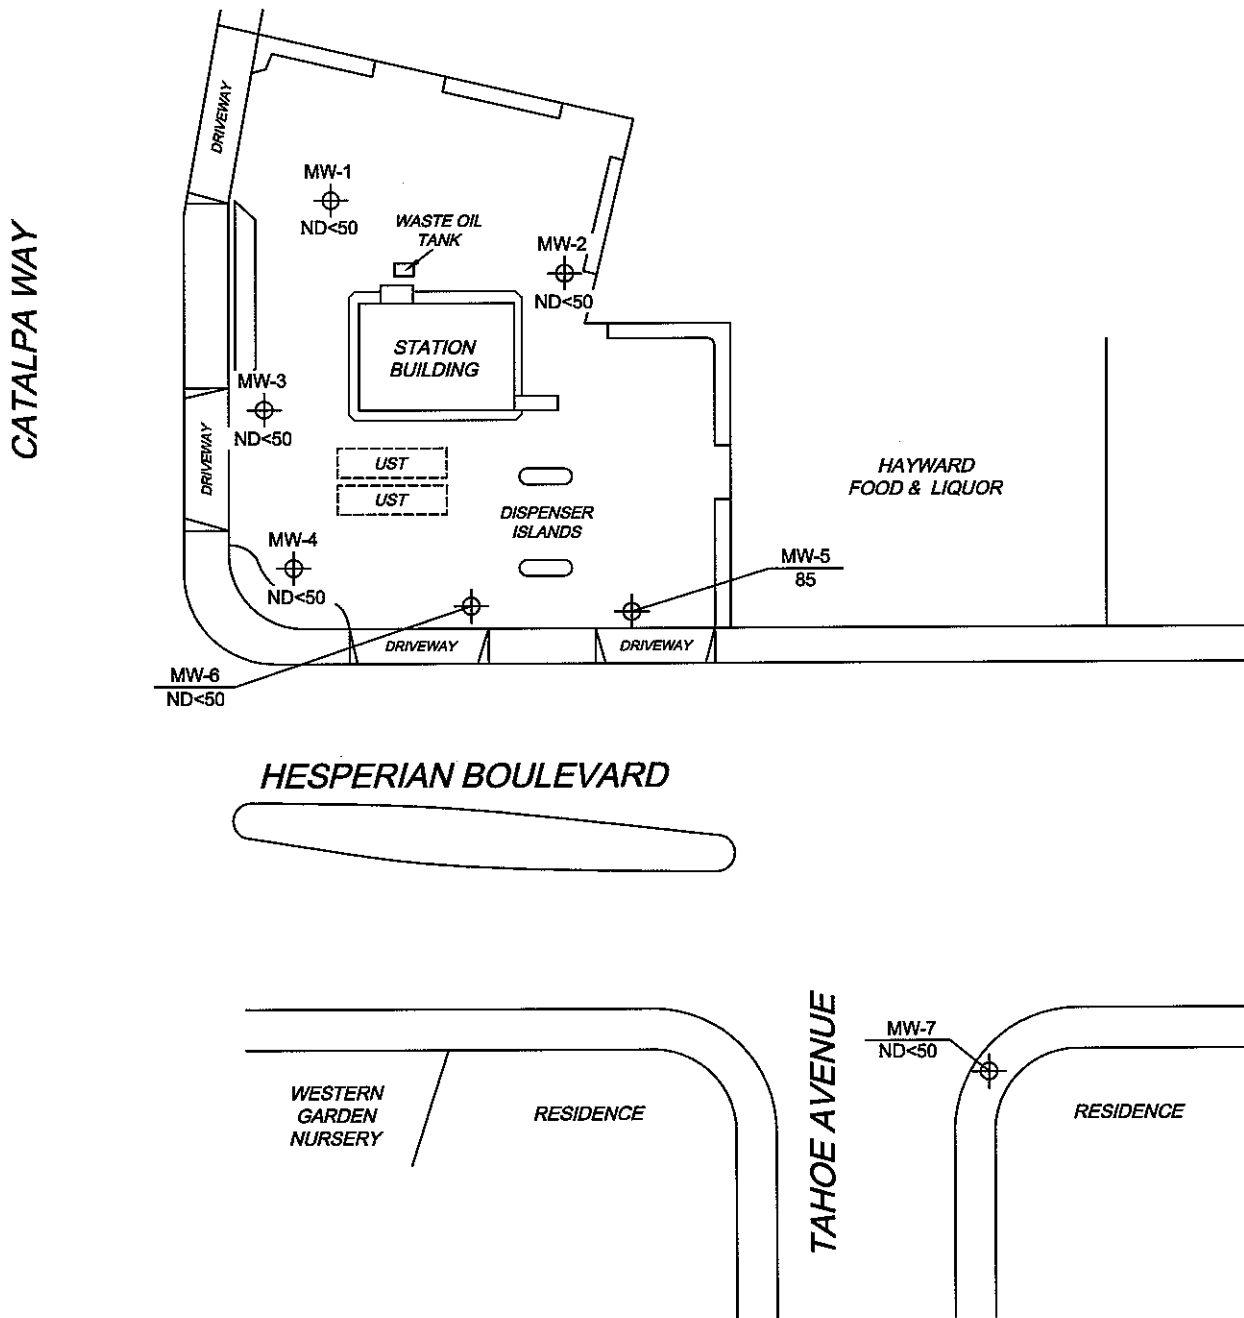 DRIVEWAY
MW-1
ND<50
WASTE OIL
TANK
MW-2
ND<50
CATALPA WAY
STATION
BUILDING
MW-3
ND<50
DRIVEWAY
UST
UST
DISPENSER
ISLANDS
HAYWARD
FOOD & LIQUOR
MW-4
ND<50
MW-5
85
DRIVEWAY
DRIVEWAY
MW-6
ND<50
HESPERIAN BOULEVARD
TAHOE AVENUE
MW-7
ND<50
WESTERN
GARDEN
NURSERY
RESIDENCE
RESIDENCE